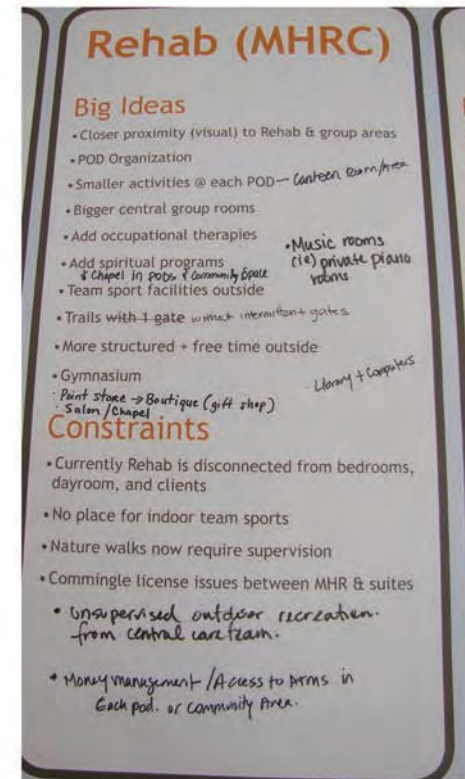 Rehab (MHRC)
Big Ideas
• Closer proximity (visual) to Rehab & group areas
• POD Organization
• Smaller activities @ each POD — Canteen Room/Area
• Bigger central group rooms
• Add occupational therapies
• Music rooms
(ie) private piano
rooms
• Add spiritual programs
& Chapel in PODs & Community Space
• Team sport facilities outside
• Trails with 1 gate without intermittent gates
• More structured + free time outside
• Gymnasium
· Library + Computers
· Point store → Boutique (gift shop)
· Salon / Chapel
Constraints
• Currently Rehab is disconnected from bedrooms,
dayroom, and clients
• No place for indoor team sports
• Nature walks now require supervision
• Commingle license issues between MHR & suites
• Unsupervised outdoor recreation.
from central care team.
• Money management / Access to ATMs in
Each pod. or Community Area.